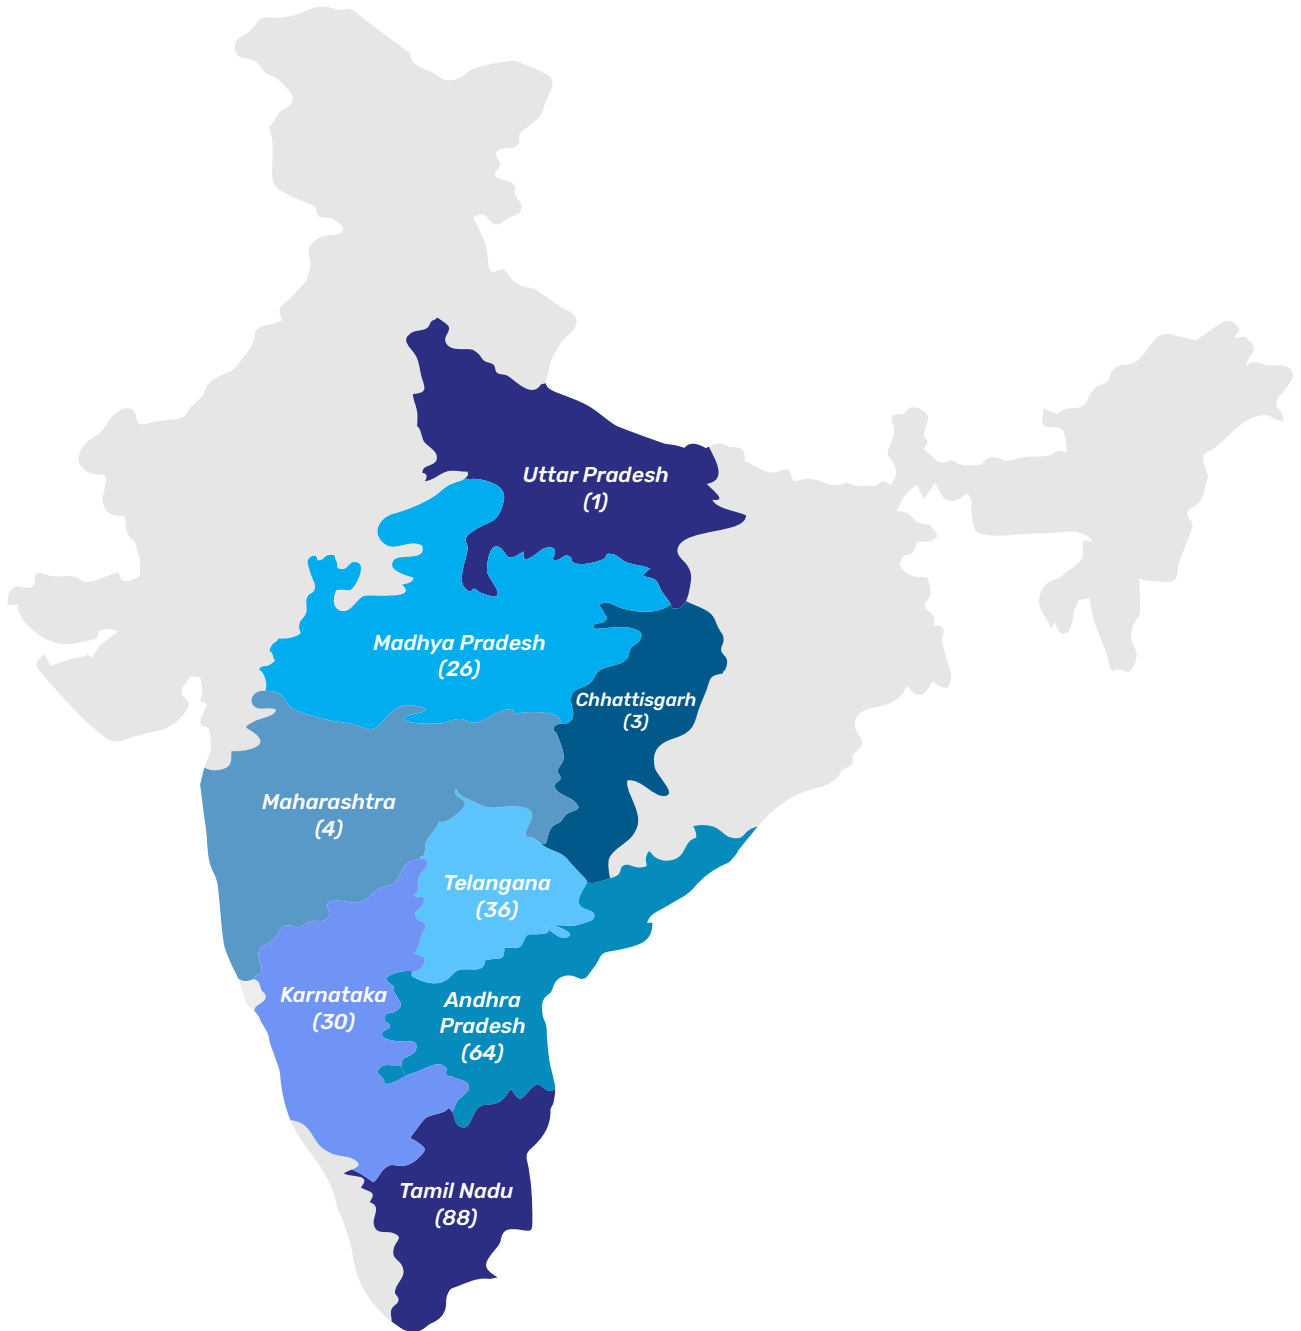 Uttar Pradesh
(1)
Madhya Pradesh
(26)
Chhattisgarh
(3)
Maharashtra
(4)
Telangana
(36)
Karnataka
(30)
Andhra
Pradesh
(64)
Tamil Nadu
(88)